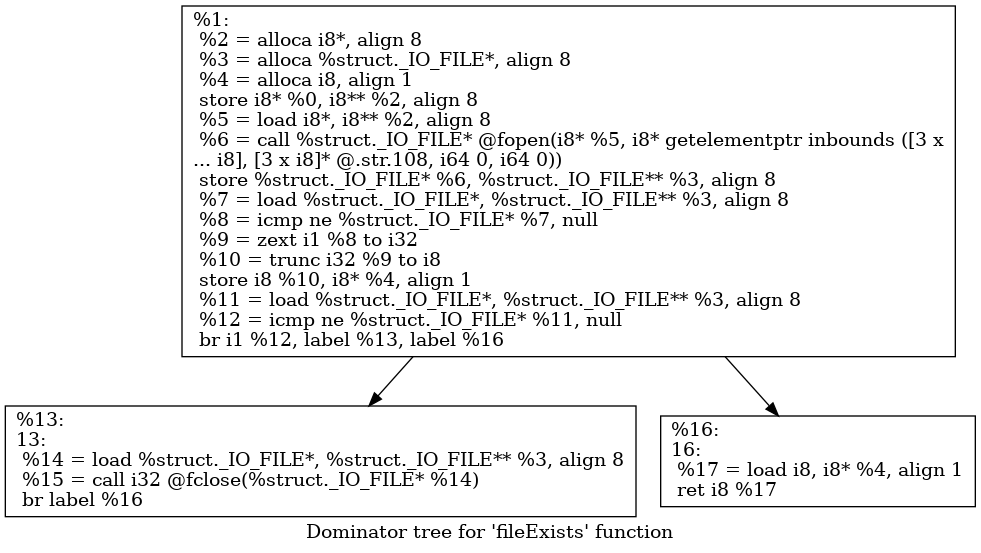 %1:
%2 = alloca i8*, align 8
%3 = alloca %struct._IO_FILE*, align 8
%4 = alloca i8, align 1
store i8* %0, i8** %2, align 8
%5 = load i8*, i8** %2, align 8
%6 = call %struct._IO_FILE* @fopen(i8* %5, i8* getelementptr inbounds ([3 x
... i8], [3 x i8]* @.str.108, i64 0, i64 0))
store %struct._IO_FILE* %6, %struct._IO_FILE** %3, align 8
%7 = load %struct._IO_FILE*, %struct._IO_FILE** %3, align 8
%8 = icmp ne %struct._IO_FILE* %7, null
%9 = zext i1 %8 to i32
%10 = trunc i32 %9 to i8
store i8 %10, i8* %4, align 1
%11 = load %struct._IO_FILE*, %struct._IO_FILE** %3, align 8
%12 = icmp ne %struct._IO_FILE* %11, null
br i1 %12, label %13, label %16
%13:
13:
%14 = load %struct._IO_FILE*, %struct._IO_FILE** %3, align 8
%15 = call i32 @fclose(%struct._IO_FILE* %14)
br label %16
%16:
16:
%17 = load i8, i8* %4, align 1
ret i8 %17
Dominator tree for 'fileExists' function